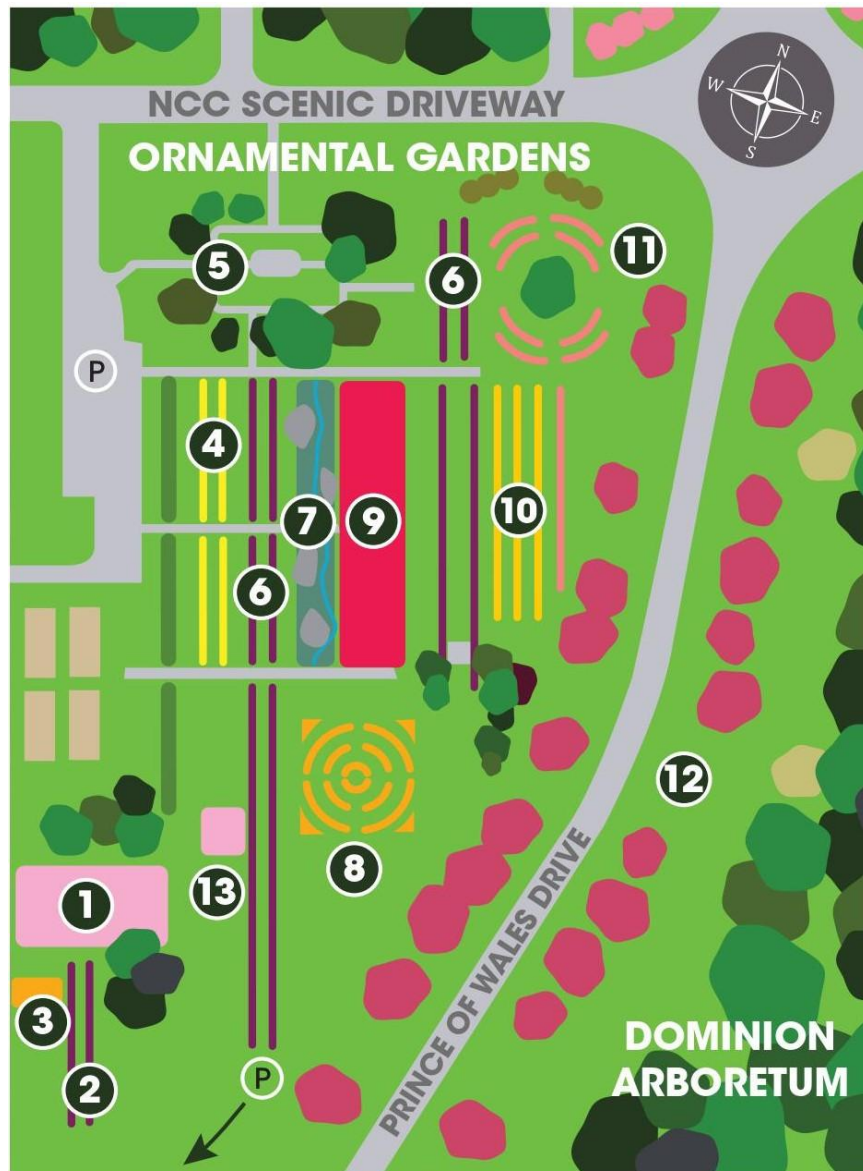 N
W
E
S
NCC SCENIC DRIVEWAY
ORNAMENTAL GARDENS
5
6
11
P
4
7
9
10
6
12
8
13
1
3
2
P
PRINCE OF WALES DRIVE
DOMINION
ARBORETUM